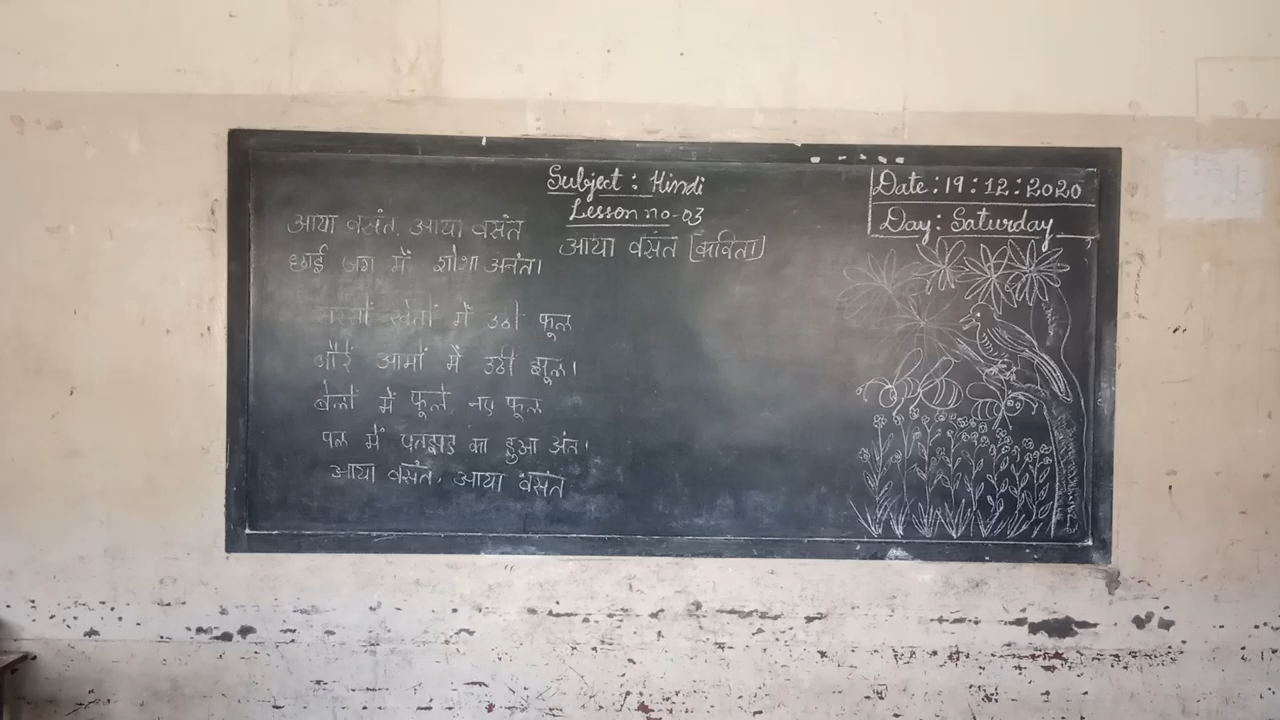 Subject : Hindi
Lesson no-03
आया वसंत (कविता)
Date : 19 : 12 : 2020
Day : Saturday
आया वसंत, आया वसंत
छाई जग में शोभा अनंत।
सरसों खेतों में उठी फूल
बौरें आमों में उठीं झूल।
बेलों में फूले नए फूल
पल में पतझड़ का हुआ अंत।
आया वसंत, आया वसंत